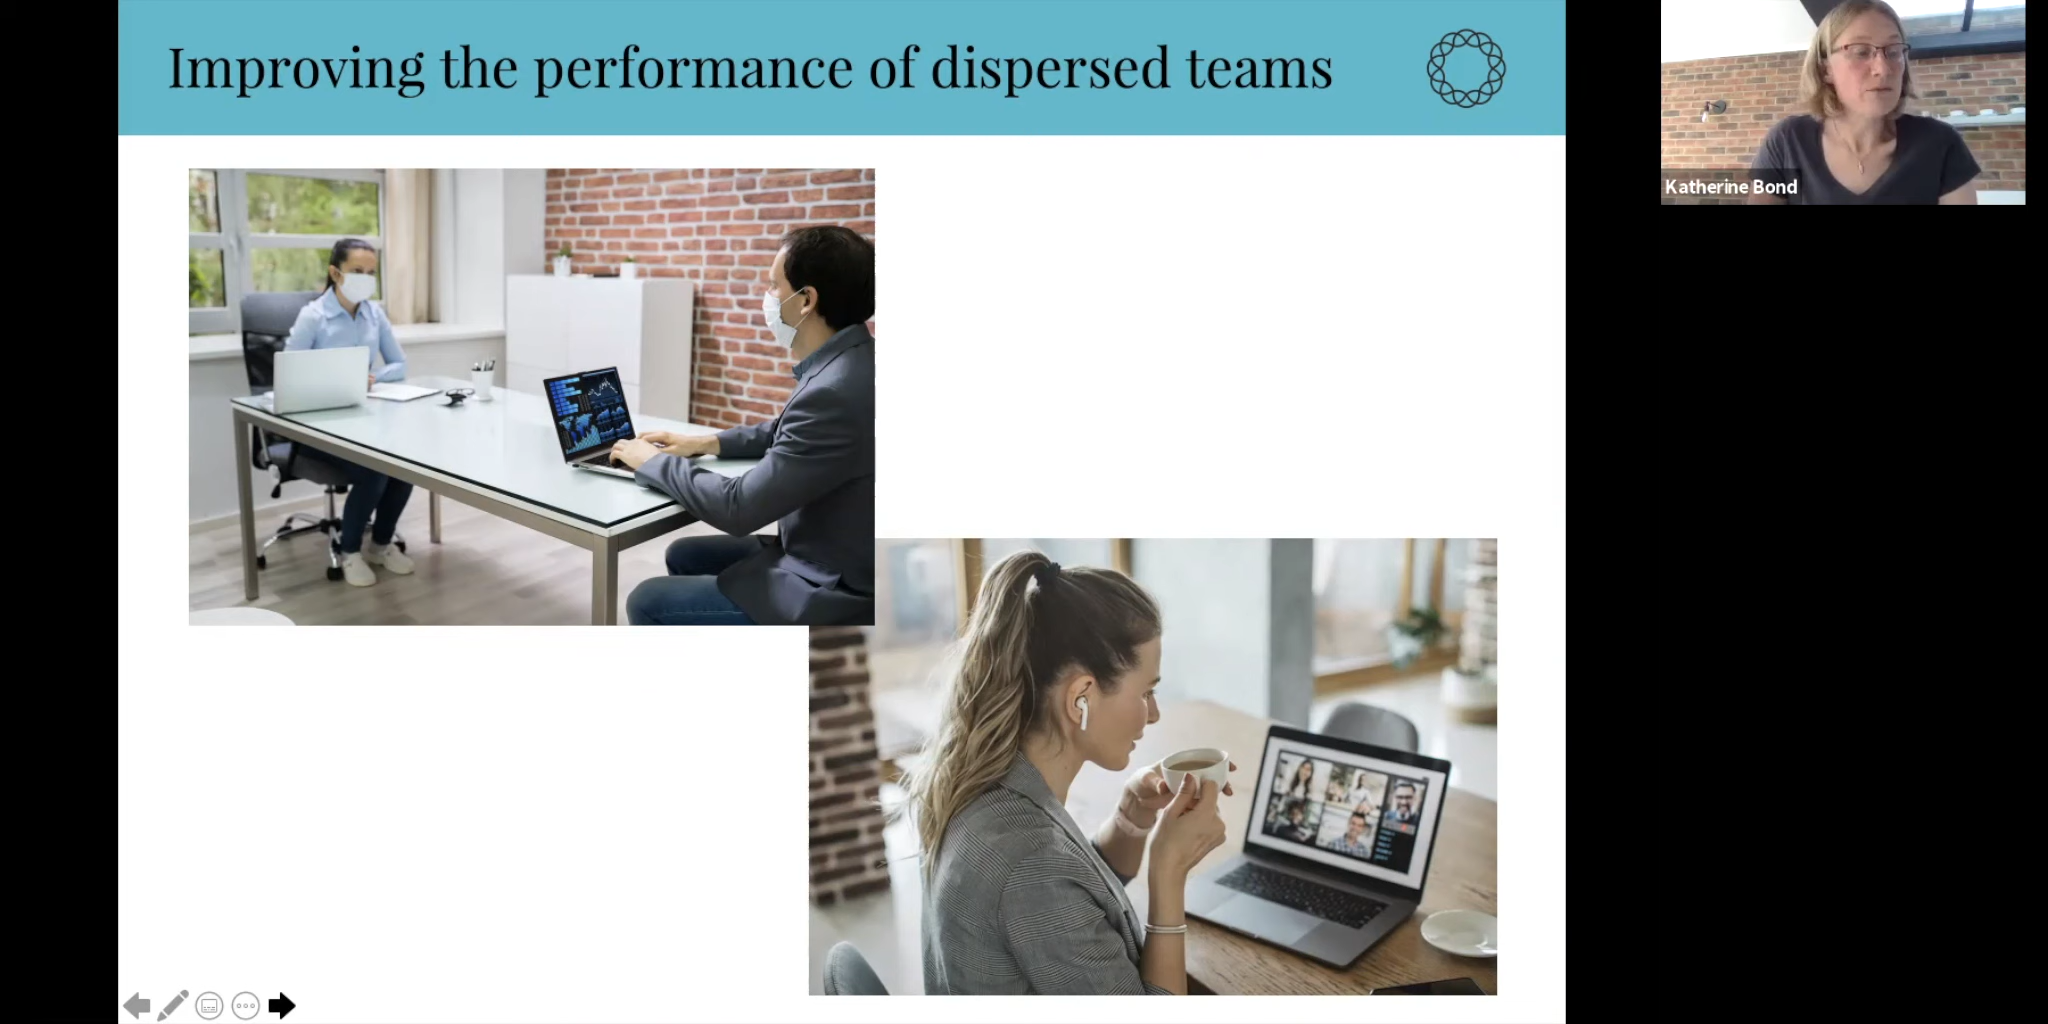 Improving the performance of dispersed teams
Katherine Bond